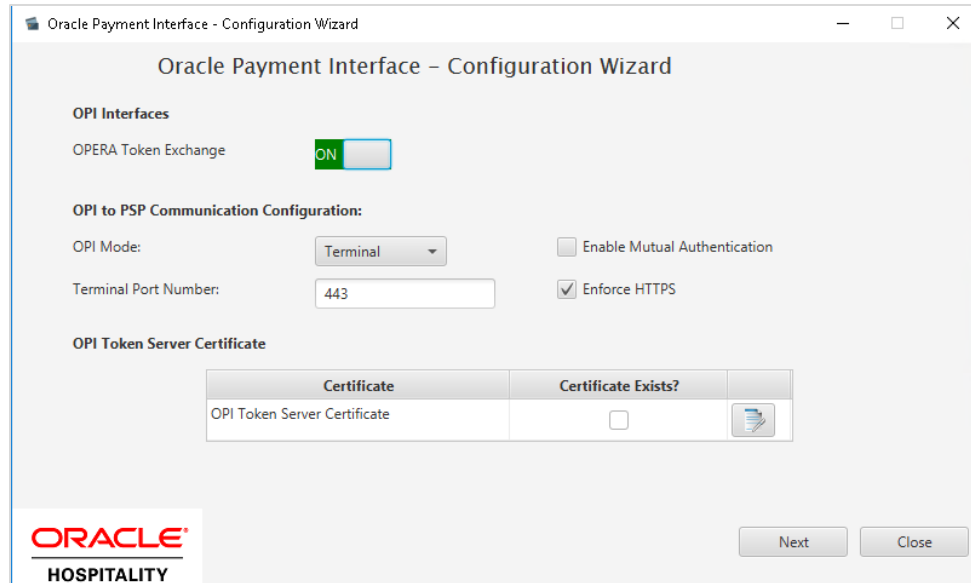 Oracle Payment Interface - Configuration Wizard
Oracle Payment Interface – Configuration Wizard
OPI Interfaces
OPERA Token Exchange
ON
OPI to PSP Communication Configuration:
OPI Mode:
Terminal
Enable Mutual Authentication
Terminal Port Number:
443
Enforce HTTPS
OPI Token Server Certificate
Certificate
Certificate Exists?
OPI Token Server Certificate
ORACLE®
HOSPITALITY
Next
Close